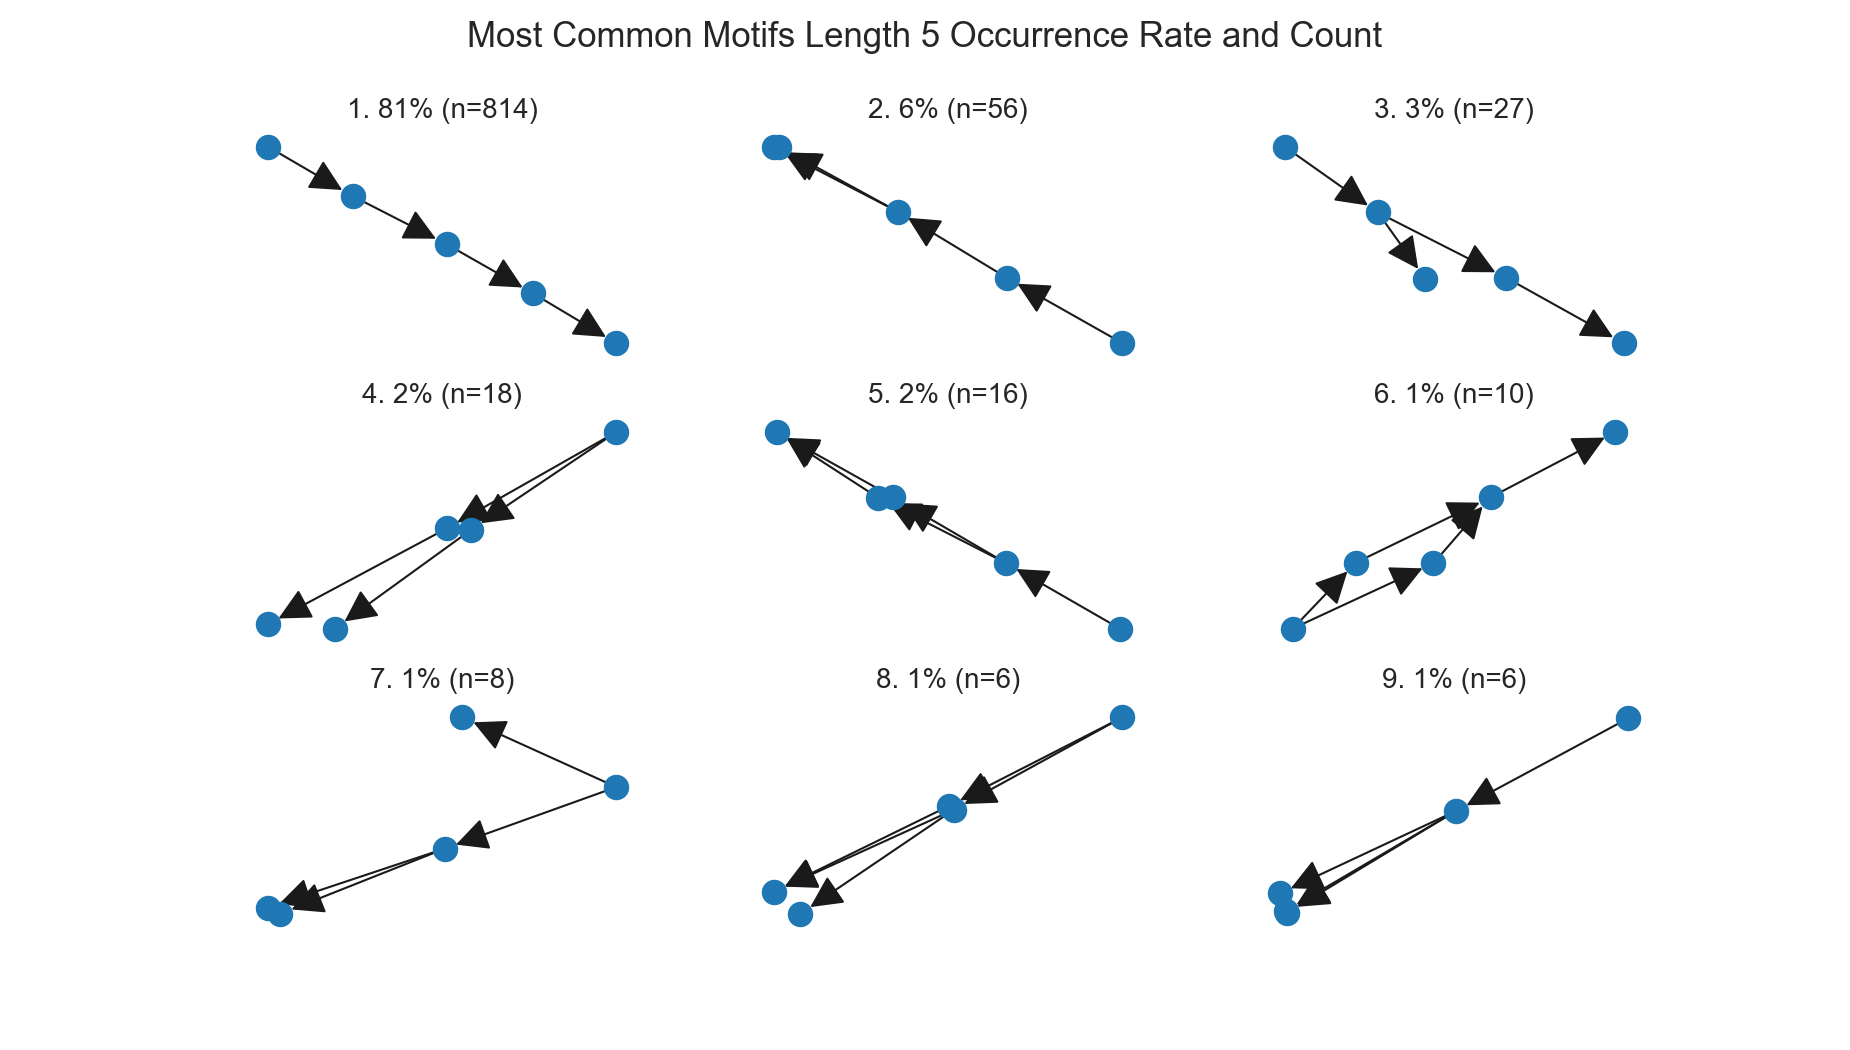 Most Common Motifs Length 5 Occurrence Rate and Count
1. 81% (n=814)
2. 6% (n=56)
3. 3% (n=27)
4. 2% (n=18)
5. 2% (n=16)
6. 1% (n=10)
7. 1% (n=8)
8. 1% (n=6)
9. 1% (n=6)